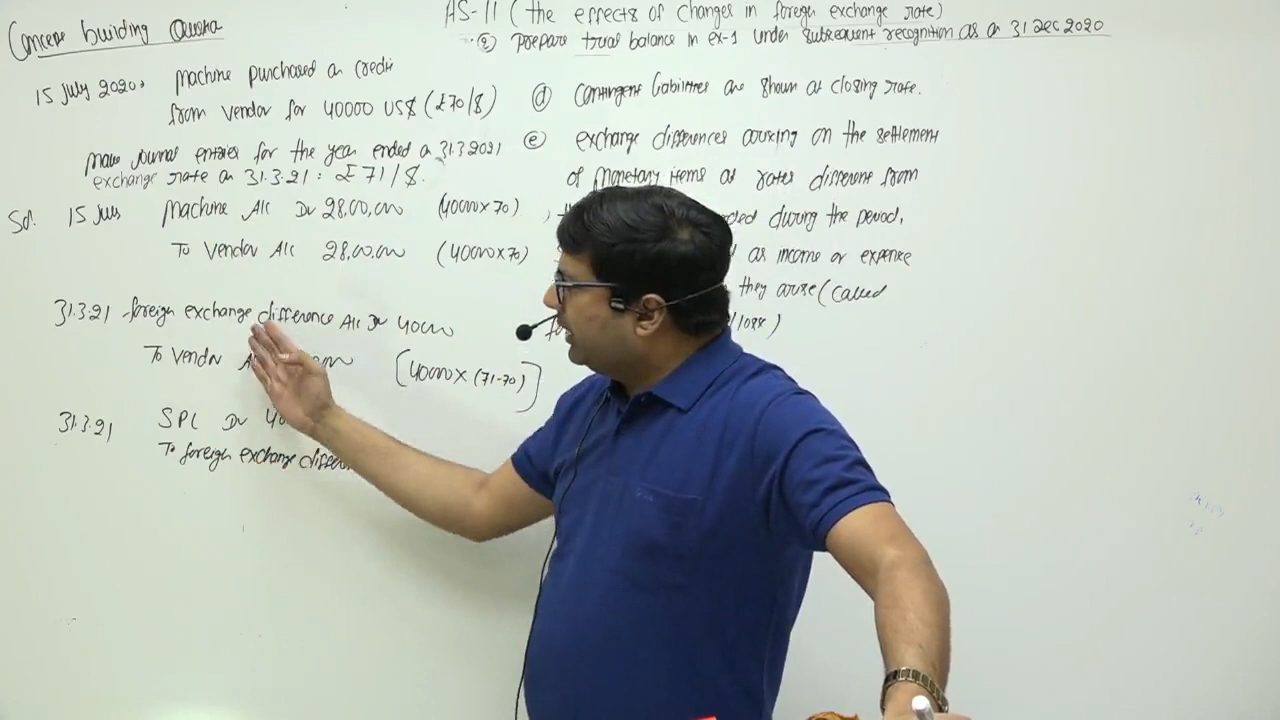 AS-11 (the effects of changes in foreign exchange rate)
Q) Prepare trial balance in ex-1 under subsequent recognition as on 31 Dec 2020
Concept building
15 July 2020: Machine purchased on credit
from vendor for 40000 US$ (₹70/$)
Make Journal entries for the year ended on 31.3.2021
exchange rate on 31.3.21: ₹71/$.
Sol. 15 July Machine A/c Dr 28,00,000 (40000×70)
To Vendor A/c 28,00,000 (40000×70)
31.3.21 foreign exchange difference A/c Dr 40000
To Vendor [40000×(71-70)]
31.3.21 SPL Dr
To foreign exchange
d) Contingent liabilities are shown at closing rate.
e) exchange differences arising on the settlement
of Monetary items at rates different from
during the period,
as income or expense
they arise (called